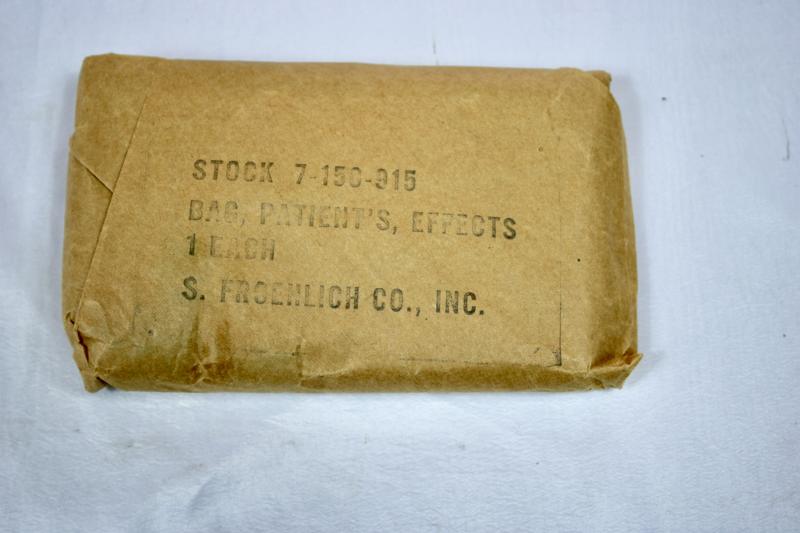 STOCK 7-150-915
BAG, PATIENT'S, EFFECTS
1 EACH
S. FROEHLICH CO., INC.